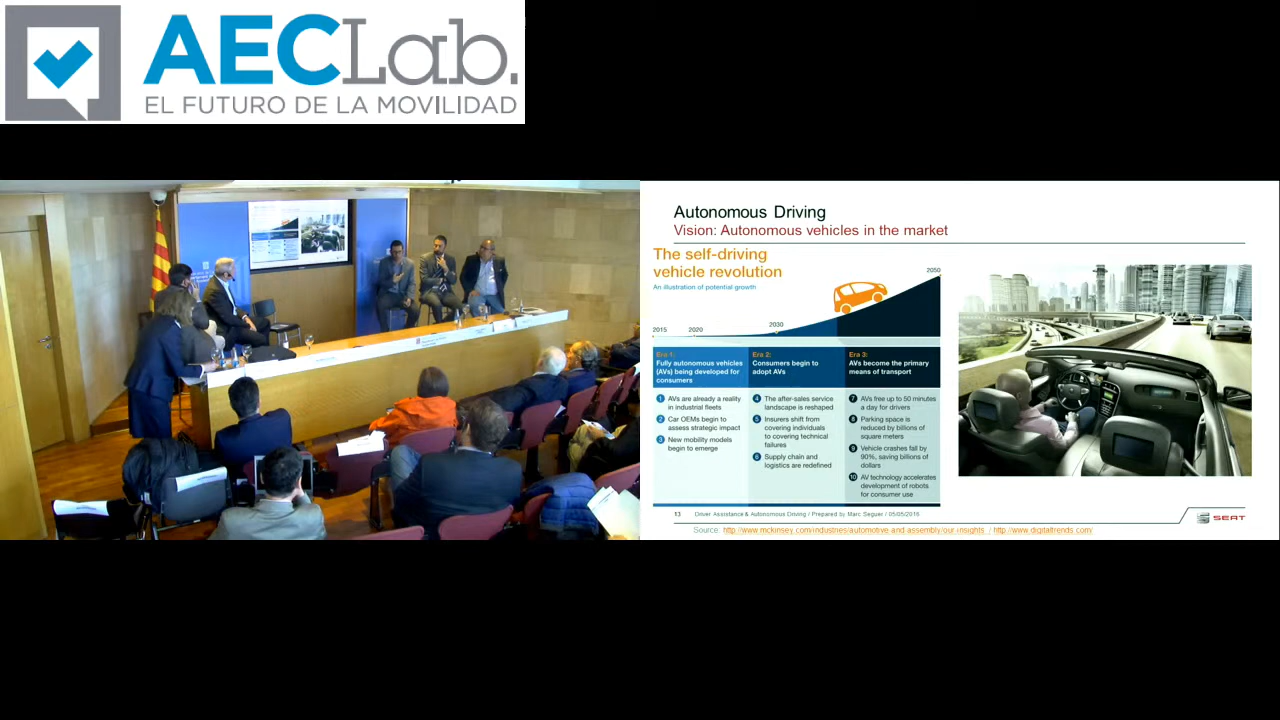 AECLab.
EL FUTURO DE LA MOVILIDAD
Autonomous Driving
Vision: Autonomous vehicles in the market
The self-driving
vehicle revolution
An illustration of potential growth
2015
2020
2030
2050
Era 1:
Fully autonomous vehicles
(AVs) being developed for
consumers
1 AVs are already a reality
in industrial fleets
2 Car OEMs begin to
assess strategic impact
3 New mobility models
begin to emerge
Era 2:
Consumers begin to
adopt AVs
4 The after-sales service
landscape is reshaped
5 Insurers shift from
covering individuals
to covering technical
failures
6 Supply chain and
logistics are redefined
Era 3:
AVs become the primary
means of transport
7 AVs free up to 50 minutes
a day for drivers
8 Parking space is
reduced by billions of
square meters
9 Vehicle crashes fall by
90%, saving billions of
dollars
10 AV technology accelerates
development of robots
for consumer use
13 Driver Assistance & Autonomous Driving / Prepared by Marc Seguer / 05/05/2016
SEAT
Source: http://www.mckinsey.com/industries/automotive-and-assembly/our-insights / http://www.digitaltrends.com/